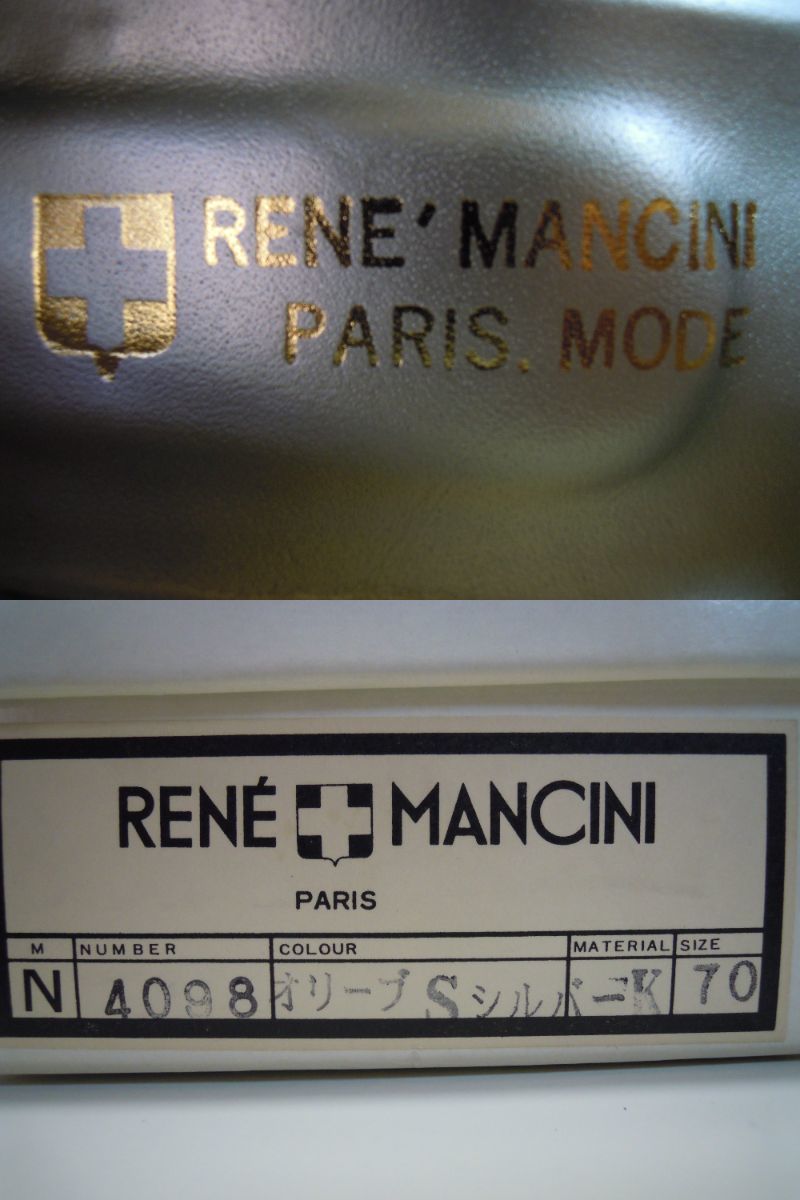 RENE' MANCINI
PARIS. MODE
RENÉ MANCINI
PARIS
M NUMBER COLOUR MATERIAL SIZE
N 4098 オリーブ S シルバー K 70